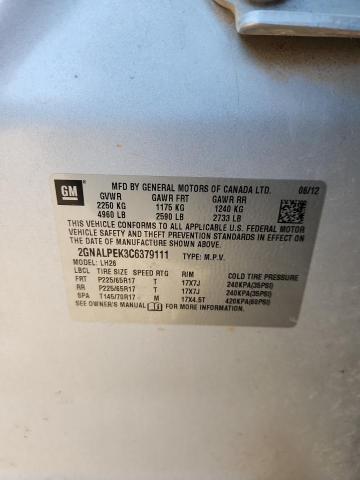 GM
MFD BY GENERAL MOTORS OF CANADA LTD. 06/12
GVWR GAWR FRT GAWR RR
2250 KG 1175 KG 1240 KG
4960 LB 2590 LB 2733 LB
THIS VEHICLE CONFORMS TO ALL APPLICABLE U.S. FEDERAL MOTOR
VEHICLE SAFETY, BUMPER, AND THEFT PREVENTION STANDARDS IN EFFECT
ON THE DATE OF MANUFACTURE SHOWN ABOVE.
2GNALPEK3C6379111 TYPE: M.P.V.
MODEL: LH26
LBCL TIRE SIZE SPEED RTG RIM COLD TIRE PRESSURE
FRT P225/65R17 T 17X7J 240KPA(35PSI)
RR P225/65R17 T 17X7J 240KPA(35PSI)
SPA T145/70R17 M 17X4.5T 420KPA(60PSI)
SEE OWNER'S MANUAL FOR MORE INFORMATION